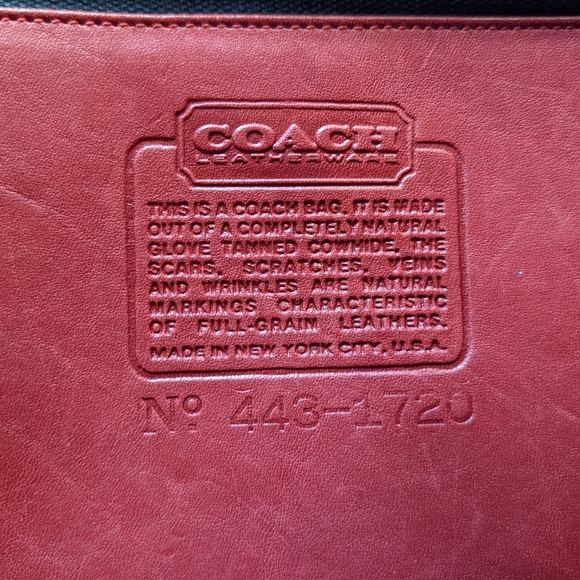 COACH
LEATHERWARE
THIS IS A COACH BAG. IT IS MADE
OUT OF A COMPLETELY NATURAL
GLOVE TANNED COWHIDE, THE
SCARS, SCRATCHES, VEINS
AND WRINKLES ARE NATURAL
MARKINGS CHARACTERISTIC
OF FULL-GRAIN LEATHERS.
MADE IN NEW YORK CITY, U.S.A.
Nº 443-1720